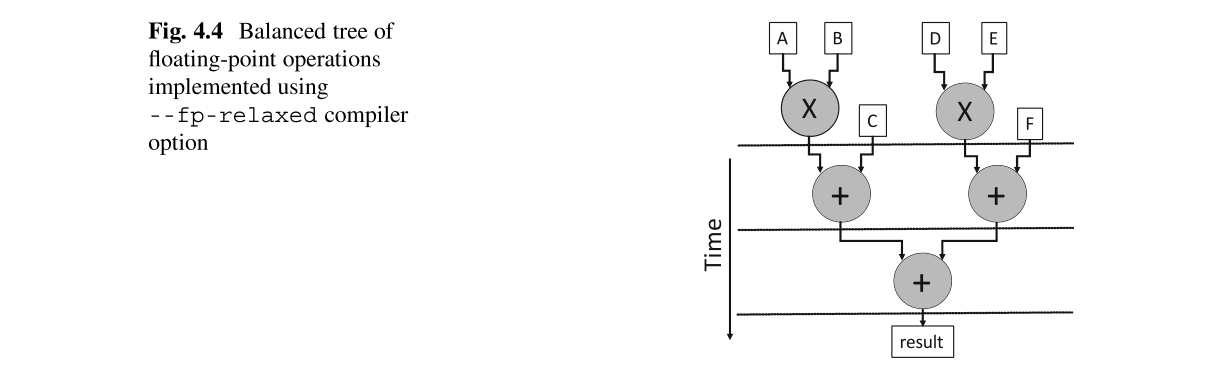 Fig. 4.4 Balanced tree of
floating-point operations
implemented using
--fp-relaxed compiler
option
A B D E
X X
C F
+ +
Time
+
result